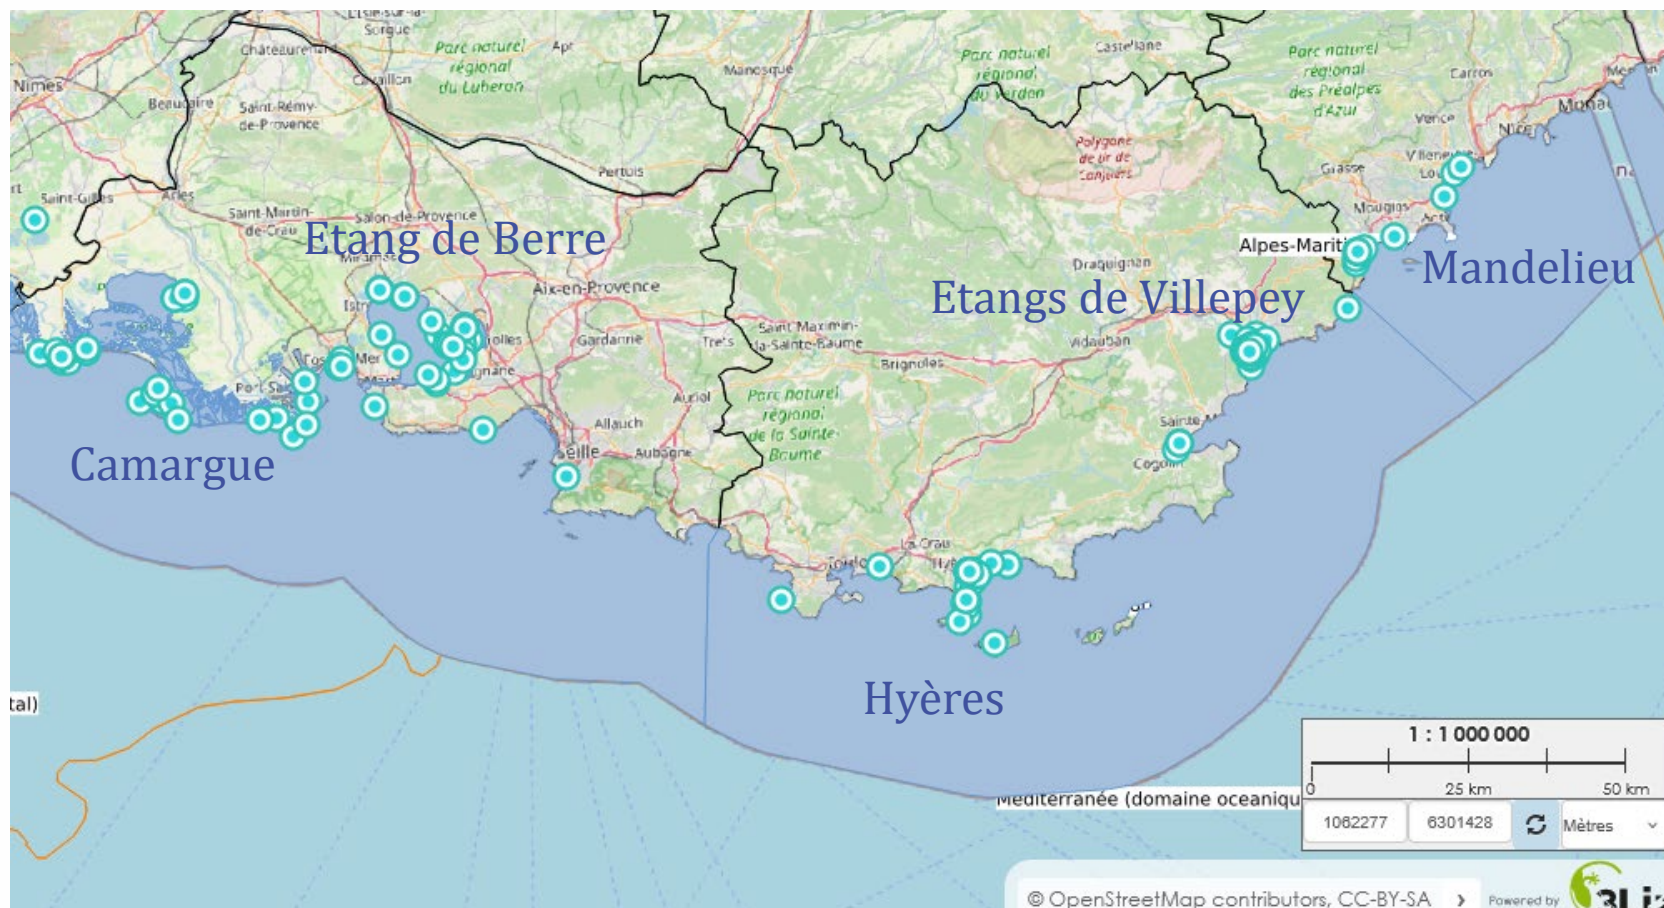 Sorgue
Parc naturel
régional
du Luberon
Apt
Manosque
Parc naturel
régional
du Verdon
Castellane
Parc naturel
régional
des Préalpes
d'Azur
Carros
Vence
Nice
Nîmes
Beaucaire
Saint-Rémy-
de-Provence
Pertuis
Polygone
de tir de
Canjuers
Grasse
Arles
Saint-Martin-
de-Crau
Salon-de-Provence
Mougins
Etang de Berre
Alpes-Marit
Mandelieu
Draguignan
Aix-en-Provence
Etangs de Villepey
Saint-Maximin-
la-Sainte-Baume
Vidauban
Gardanne
Trets
Brignoles
Parc naturel
régional
de la Sainte-
Baume
Auriol
Allauch
Aubagne
eille
Camargue
Cogolin
La Crau
Hyères
tal)
1 : 1 000 000
0
25 km
50 km
Méditerranée (domaine oceaniqu
1062277
6301428
Mètres
© OpenStreetMap contributors, CC-BY-SA
Powered by
3Liz